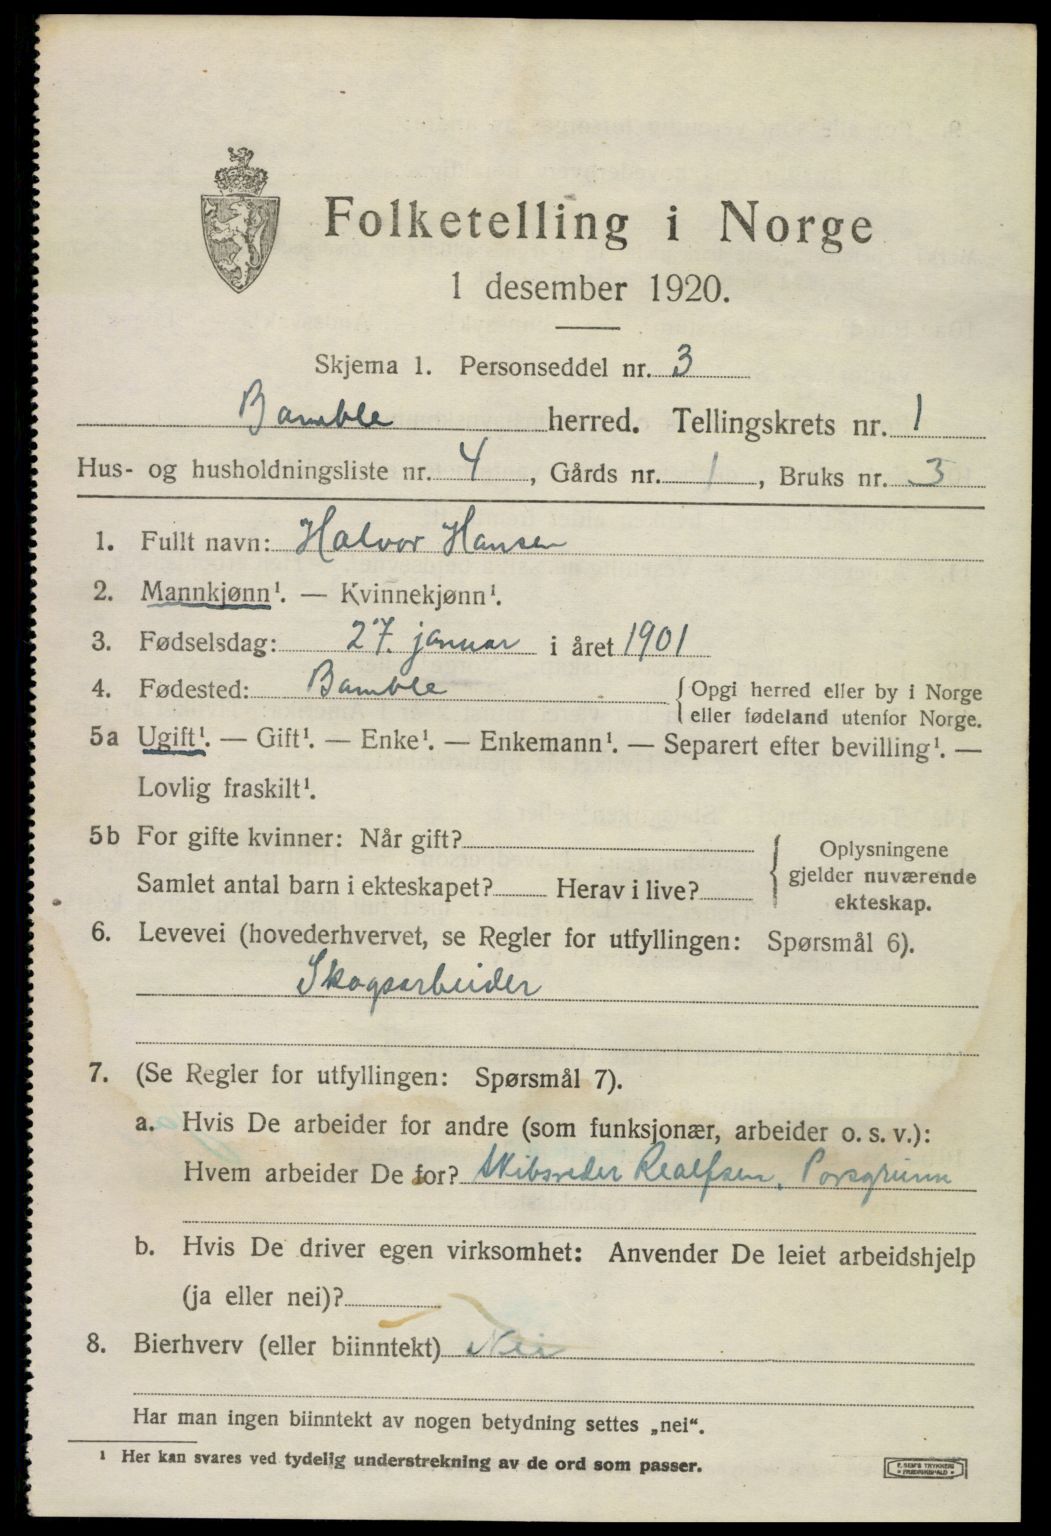 Folketelling i Norge
1 desember 1920.
Skjema 1. Personseddel nr. 3
Bamble herred. Tellingskrets nr. 1
Hus- og husholdningsliste nr. 4, Gårds nr. 1, Bruks nr. 3
1. Fullt navn: Halvor Hansen
2. Mannkjønn¹. — Kvinnekjønn¹.
3. Fødselsdag: 27. januar i året 1901
4. Fødested: Bamble {Opgi herred eller by i Norge
eller fødeland utenfor Norge.
5a Ugift¹. — Gift¹. — Enke¹. — Enkemann¹. — Separert efter bevilling¹. —
Lovlig fraskilt¹.
5b For gifte kvinner: Når gift?
Samlet antal barn i ekteskapet? Herav i live?
{Oplysningene
gjelder nuværende
ekteskap.
6. Levevei (hovederhvervet, se Regler for utfyllingen: Spørsmål 6).
Skogsarbeider
7. (Se Regler for utfyllingen: Spørsmål 7).
a. Hvis De arbeider for andre (som funksjonær, arbeider o. s. v.):
Hvem arbeider De for? Skibsreder Realfsen, Porsgrunn
b. Hvis De driver egen virksomhet: Anvender De leiet arbeidshjelp
(ja eller nei)?
8. Bierhverv (eller biinntekt) Nei
Har man ingen biinntekt av nogen betydning settes „nei“.
¹ Her kan svares ved tydelig understrekning av de ord som passer.
E. SEM'S TRYKKERI
• FREDRIKSHALD •